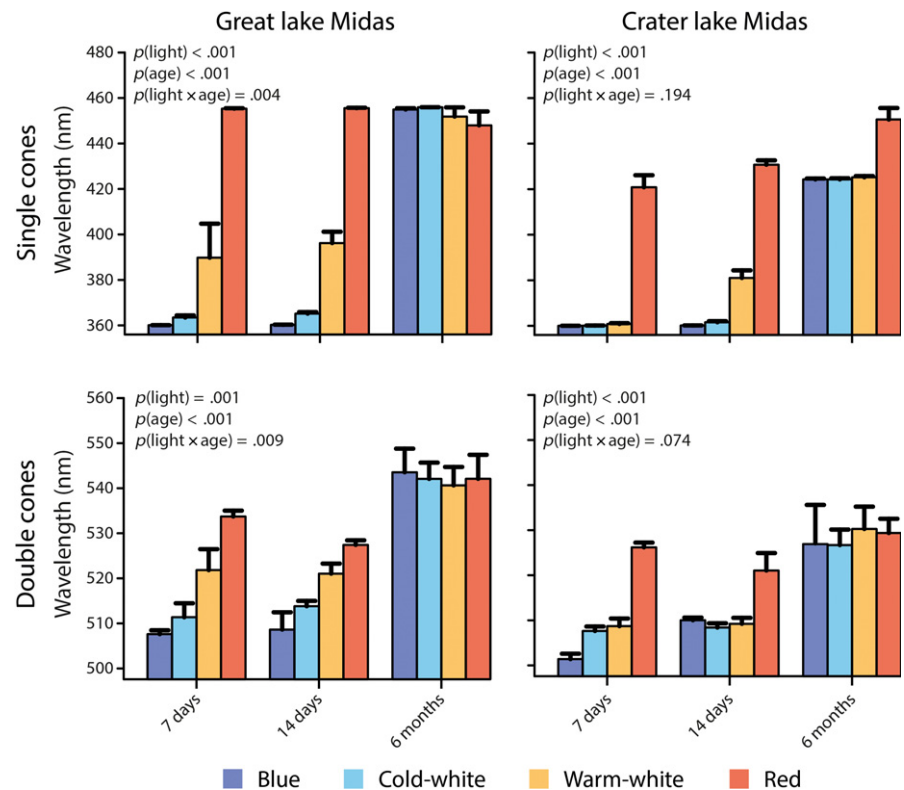 Great lake Midas
Crater lake Midas
Single cones
Wavelength (nm)
480
460
440
420
400
380
360
p(light) < .001
p(age) < .001
p(light × age) = .004
p(light) < .001
p(age) < .001
p(light × age) = .194
Double cones
Wavelength (nm)
560
550
540
530
520
510
500
p(light) = .001
p(age) < .001
p(light × age) = .009
p(light) < .001
p(age) < .001
p(light × age) = .074
7 days
14 days
6 months
7 days
14 days
6 months
Blue
Cold-white
Warm-white
Red